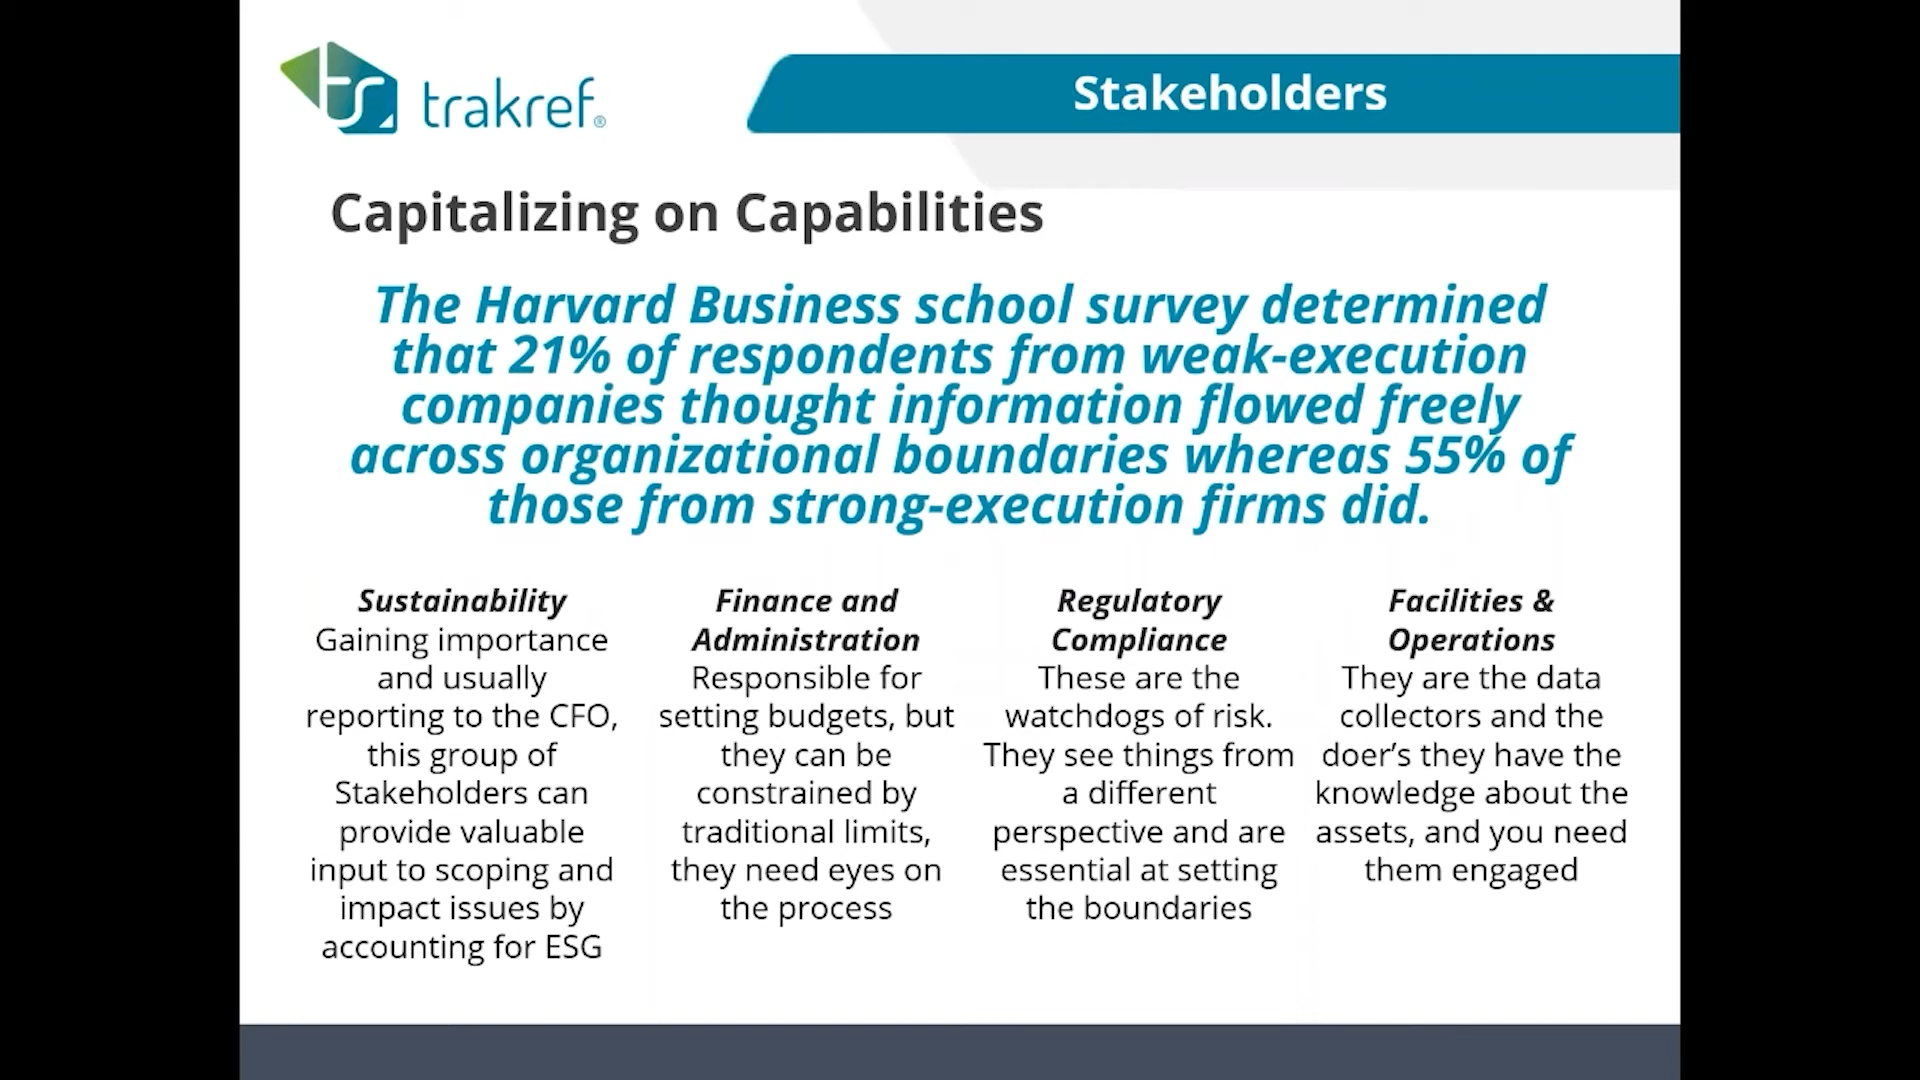 ts trakref®
Stakeholders
Capitalizing on Capabilities
The Harvard Business school survey determined
that 21% of respondents from weak-execution
companies thought information flowed freely
across organizational boundaries whereas 55% of
those from strong-execution firms did.
Sustainability
Gaining importance
and usually
reporting to the CFO,
this group of
Stakeholders can
provide valuable
input to scoping and
impact issues by
accounting for ESG
Finance and
Administration
Responsible for
setting budgets, but
they can be
constrained by
traditional limits,
they need eyes on
the process
Regulatory
Compliance
These are the
watchdogs of risk.
They see things from
a different
perspective and are
essential at setting
the boundaries
Facilities &
Operations
They are the data
collectors and the
doer’s they have the
knowledge about the
assets, and you need
them engaged